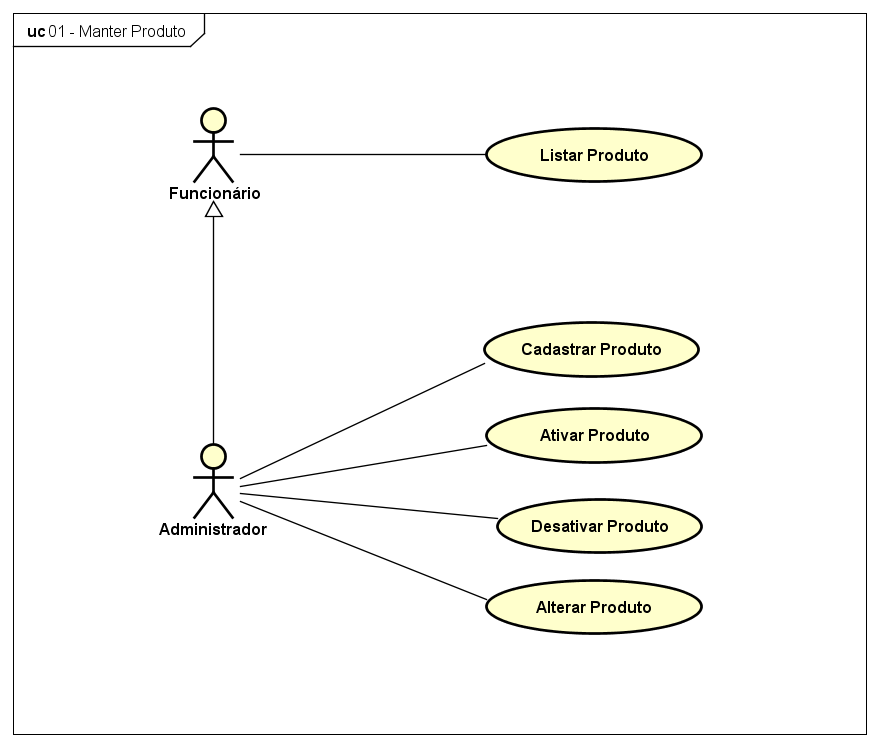 uc 01 - Manter Produto
Funcionário
Listar Produto
Cadastrar Produto
Ativar Produto
Desativar Produto
Administrador
Alterar Produto